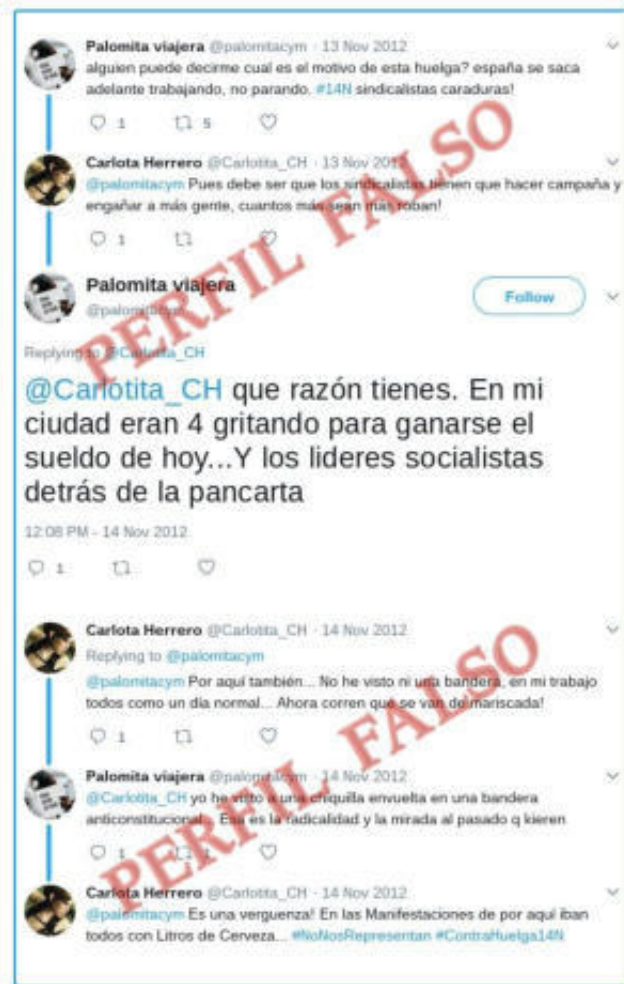 Palomita viajera @palomitacym · 13 Nov 2012
alguien puede decirme cual es el motivo de esta huelga? españa se saca
adelante trabajando, no parando. #14N sindicalistas caraduras!
1 5
Carlota Herrero @Carlotita_CH · 13 Nov 2012
@palomitacym Pues debe ser que los sindicalistas tienen que hacer campaña y
engañar a más gente, cuantos más sean más roban!
1
PERFIL FALSO
Palomita viajera
@palomitacym
Follow
Replying to @Carlotita_CH
@Carlotita_CH que razón tienes. En mi
ciudad eran 4 gritando para ganarse el
sueldo de hoy...Y los lideres socialistas
detrás de la pancarta
12:08 PM - 14 Nov 2012
1
Carlota Herrero @Carlotita_CH · 14 Nov 2012
Replying to @palomitacym
@palomitacym Por aquí también... No he visto ni una bandera, en mi trabajo
todos como un día normal... Ahora corren que se van de mariscada!
1
PERFIL FALSO
Palomita viajera @palomitacym · 14 Nov 2012
@Carlotita_CH yo he visto a una chiquilla envuelta en una bandera
anticonstitucional... Esa es la radicalidad y la mirada al pasado q kieren
1
Carlota Herrero @Carlotita_CH · 14 Nov 2012
@palomitacym Es una verguenza! En las Manifestaciones de por aquí iban
todos con Litros de Cerveza... #NoNosRepresentan #ContraHuelga14N